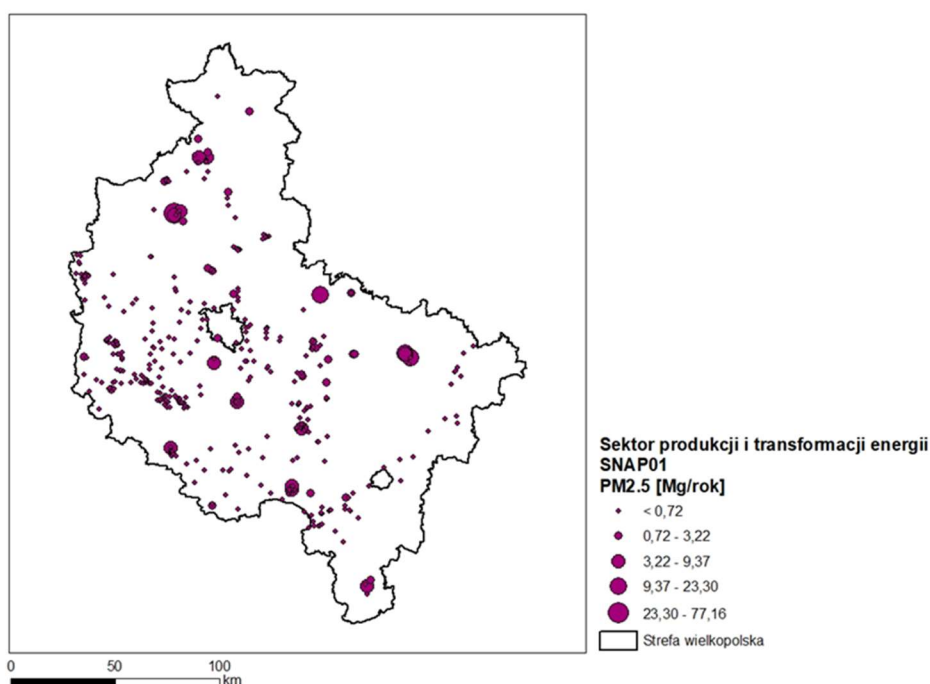 Sektor produkcji i transformacji energii
SNAP01
PM2.5 [Mg/rok]
< 0,72
0,72 - 3,22
3,22 - 9,37
9,37 - 23,30
23,30 - 77,16
Strefa wielkopolska
0 50 100
km